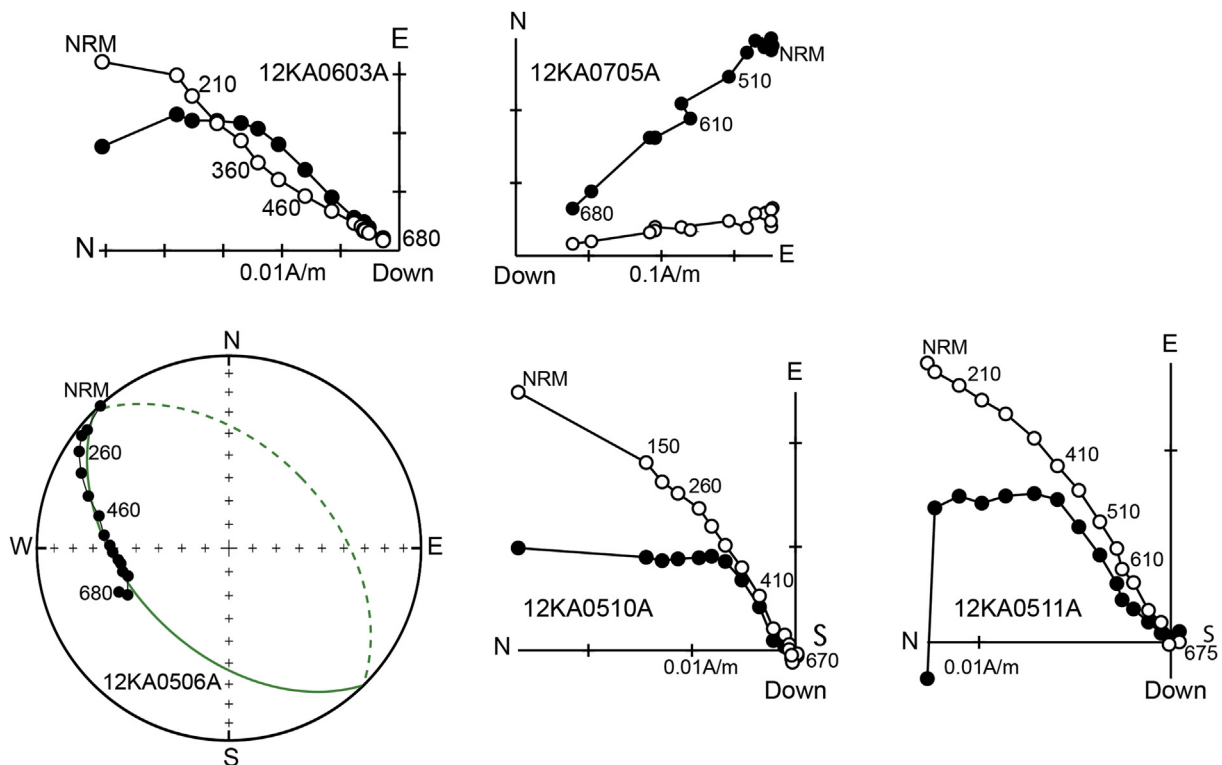 E
NRM
210
12KA0603A
360
460
680
N
0.01A/m
Down
N
12KA0705A
NRM
510
610
680
E
Down
0.1A/m
N
NRM
260
460
W
E
680
12KA0506A
S
E
NRM
150
260
410
12KA0510A
N
S
0.01A/m
670
Down
E
NRM
210
410
510
610
12KA0511A
N
S
0.01A/m
675
Down